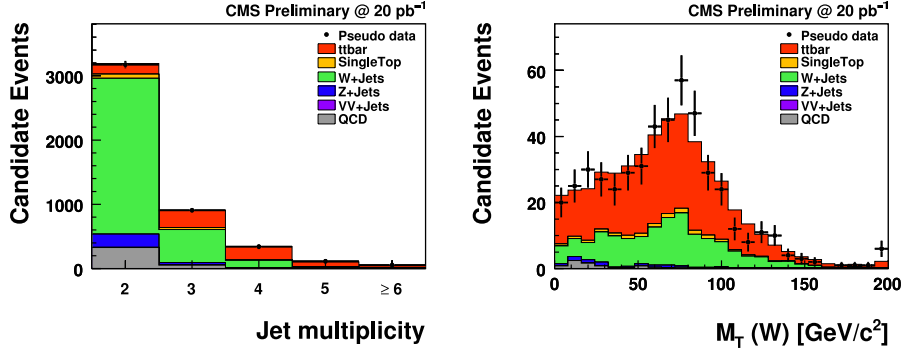 CMS Preliminary @ 20 pb⁻¹
Candidate Events
3000
2000
1000
0
Pseudo data
ttbar
SingleTop
W+Jets
Z+Jets
VV+Jets
QCD
2 3 4 5 ≥ 6
Jet multiplicity
CMS Preliminary @ 20 pb⁻¹
Candidate Events
60
40
20
0
Pseudo data
ttbar
SingleTop
W+Jets
Z+Jets
VV+Jets
QCD
0 50 100 150 200
M_T (W) [GeV/c²]